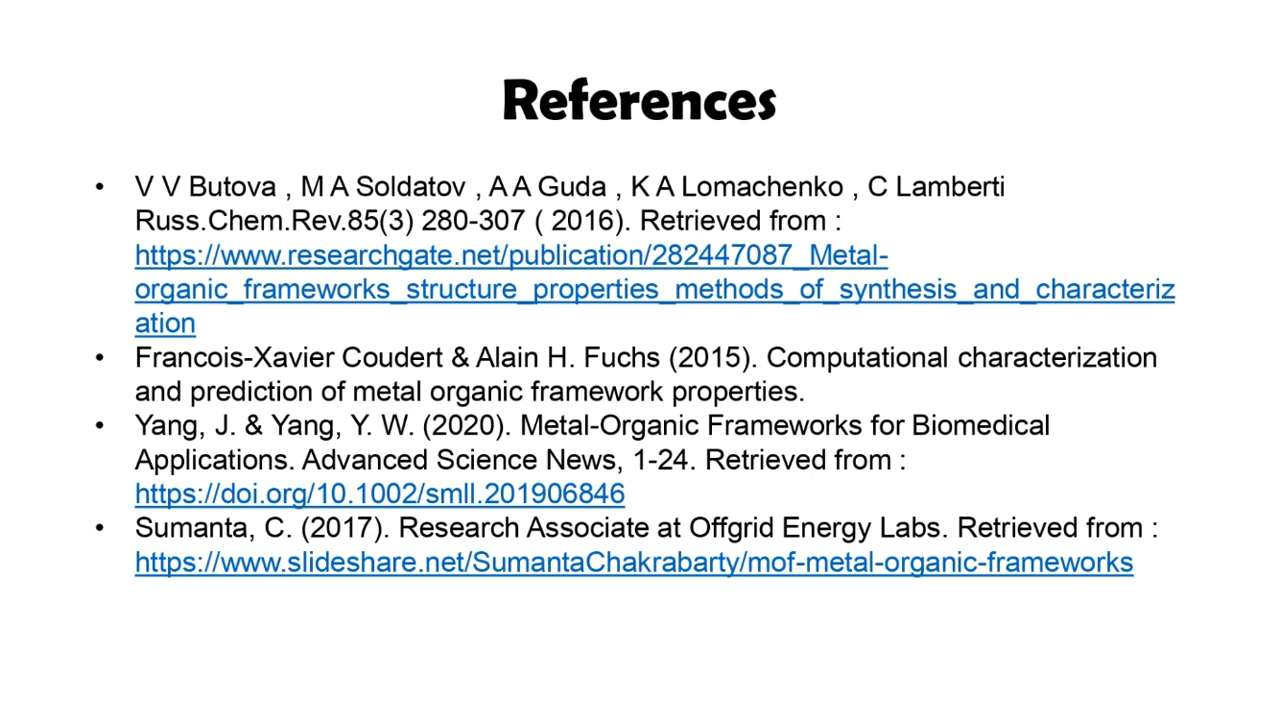 References
• V V Butova , M A Soldatov , A A Guda , K A Lomachenko , C Lamberti
Russ.Chem.Rev.85(3) 280-307 ( 2016). Retrieved from :
https://www.researchgate.net/publication/282447087_Metal-
organic_frameworks_structure_properties_methods_of_synthesis_and_characteriz
ation
• Francois-Xavier Coudert & Alain H. Fuchs (2015). Computational characterization
and prediction of metal organic framework properties.
• Yang, J. & Yang, Y. W. (2020). Metal-Organic Frameworks for Biomedical
Applications. Advanced Science News, 1-24. Retrieved from :
https://doi.org/10.1002/smll.201906846
• Sumanta, C. (2017). Research Associate at Offgrid Energy Labs. Retrieved from :
https://www.slideshare.net/SumantaChakrabarty/mof-metal-organic-frameworks